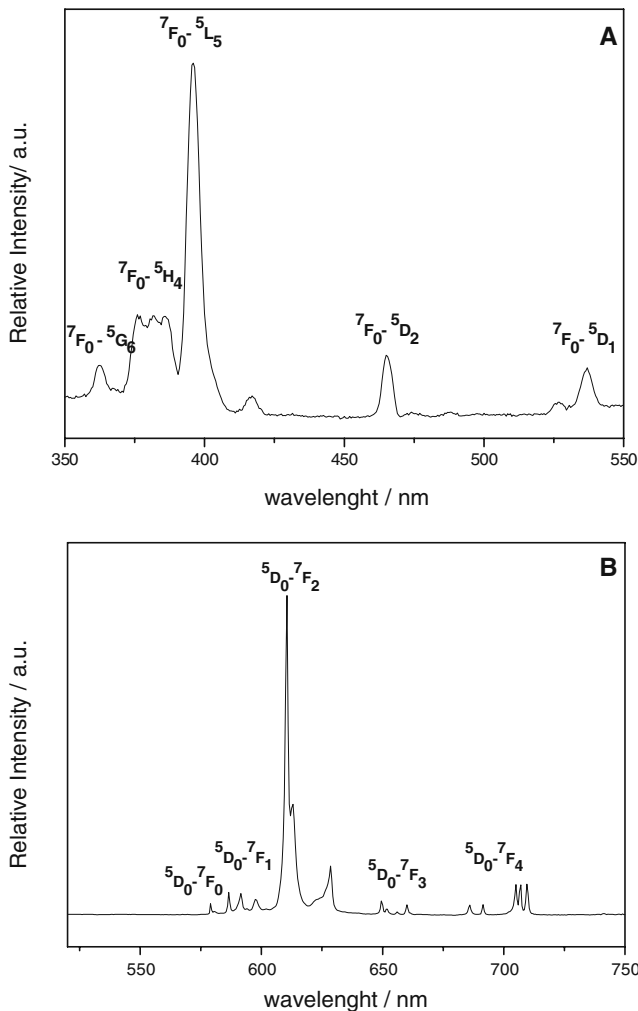 A
⁷F₀- ⁵L₅
⁷F₀- ⁵H₄
⁷F₀- ⁵G₆
⁷F₀- ⁵D₂
⁷F₀- ⁵D₁
Relative Intensity/ a.u.
350 400 450 500 550
wavelenght / nm
B
⁵D₀-⁷F₂
⁵D₀-⁷F₁
⁵D₀-⁷F₀
⁵D₀-⁷F₃
⁵D₀-⁷F₄
Relative Intensity / a.u.
550 600 650 700 750
wavelenght / nm